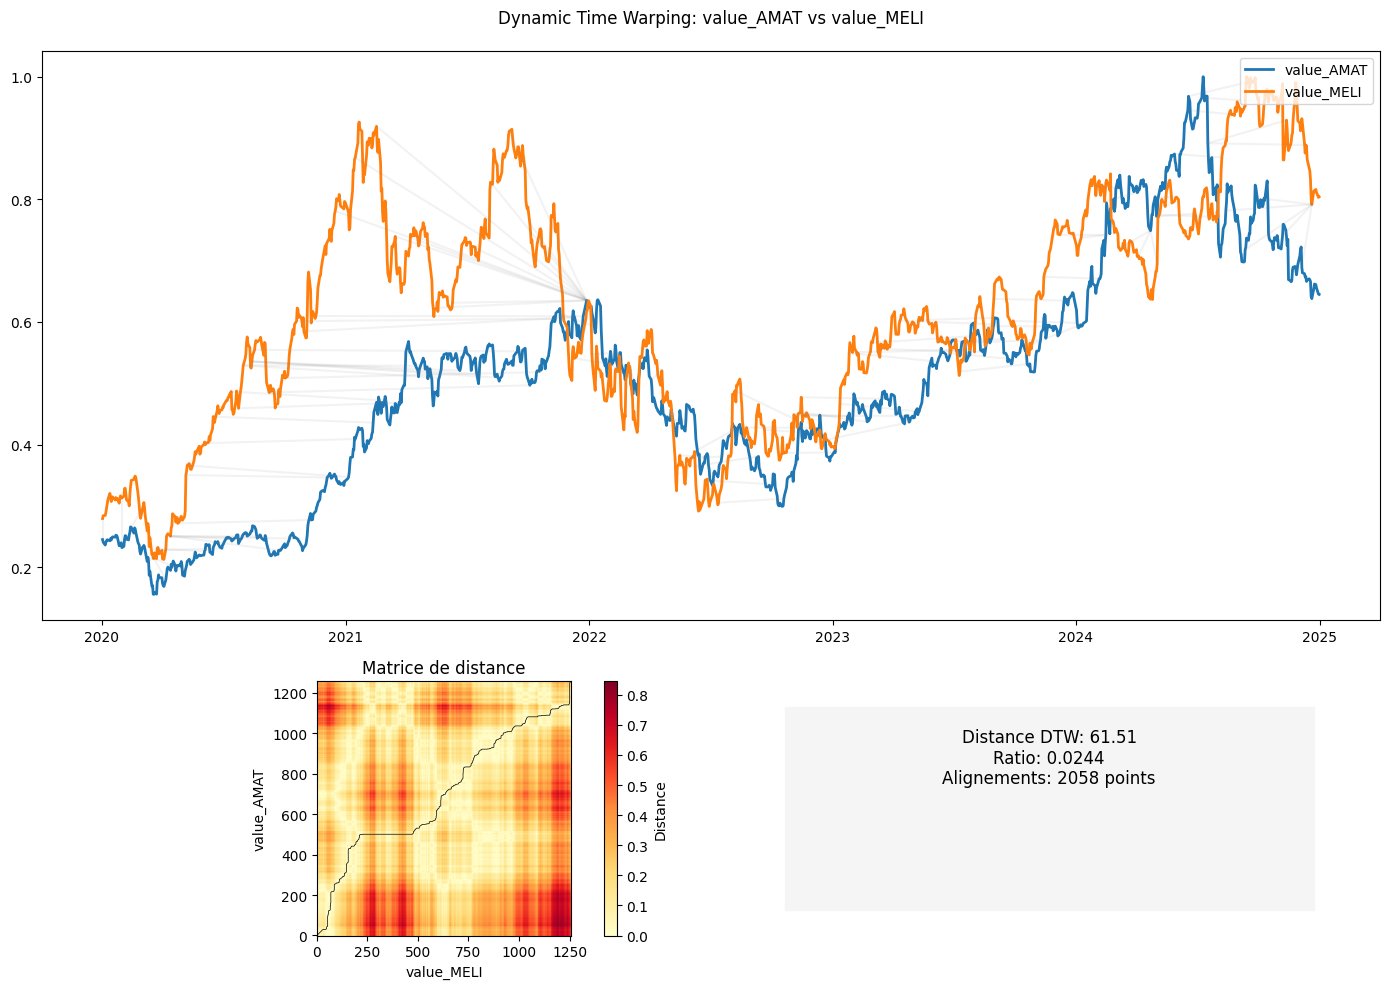 Dynamic Time Warping: value_AMAT vs value_MELI
value_AMAT
value_MELI
1.0
0.8
0.6
0.4
0.2
2020 2021 2022 2023 2024 2025
Matrice de distance
value_AMAT
1200
1000
800
600
400
200
0
0 250 500 750 1000 1250
value_MELI
0.8
0.7
0.6
0.5
0.4
0.3
0.2
0.1
0.0
Distance
Distance DTW: 61.51
Ratio: 0.0244
Alignements: 2058 points